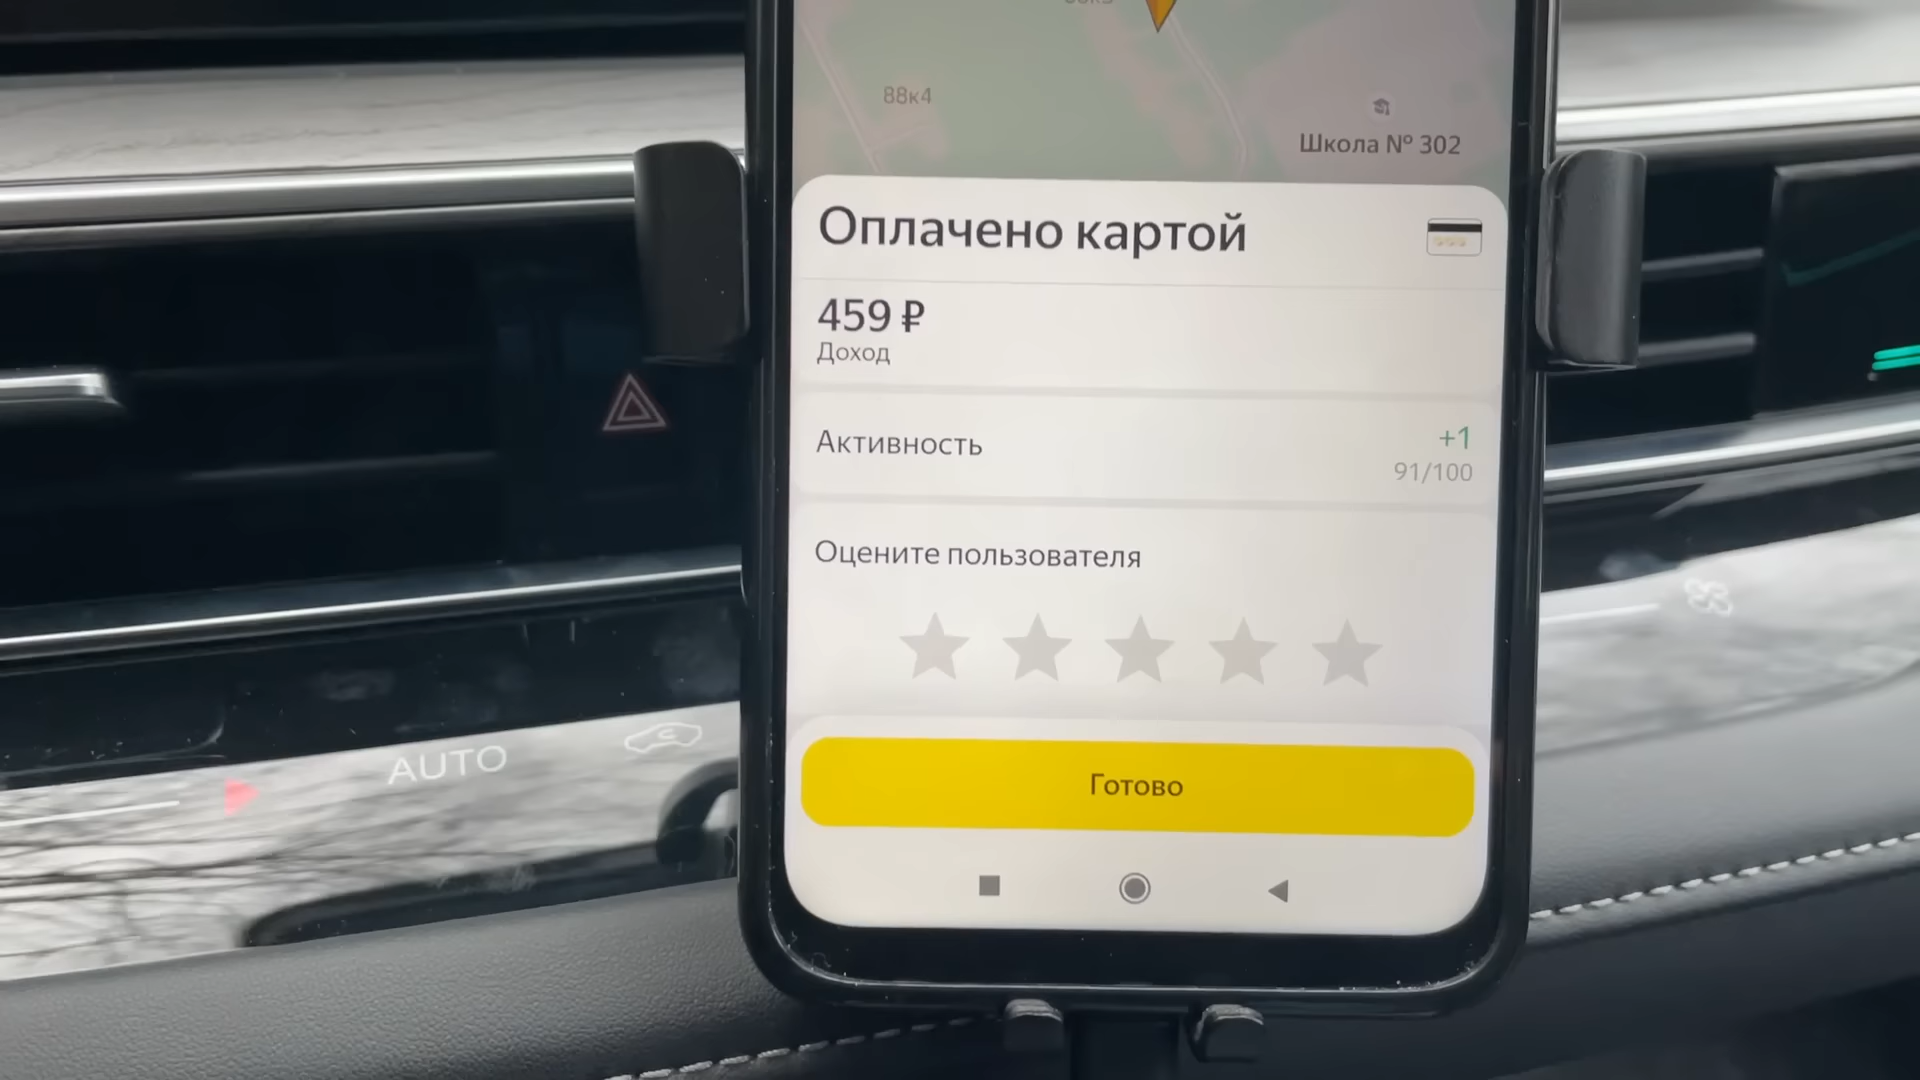 88к4
Школа № 302
Оплачено картой
459 ₽
Доход
Активность
+1
91/100
Оцените пользователя
Готово
AUTO